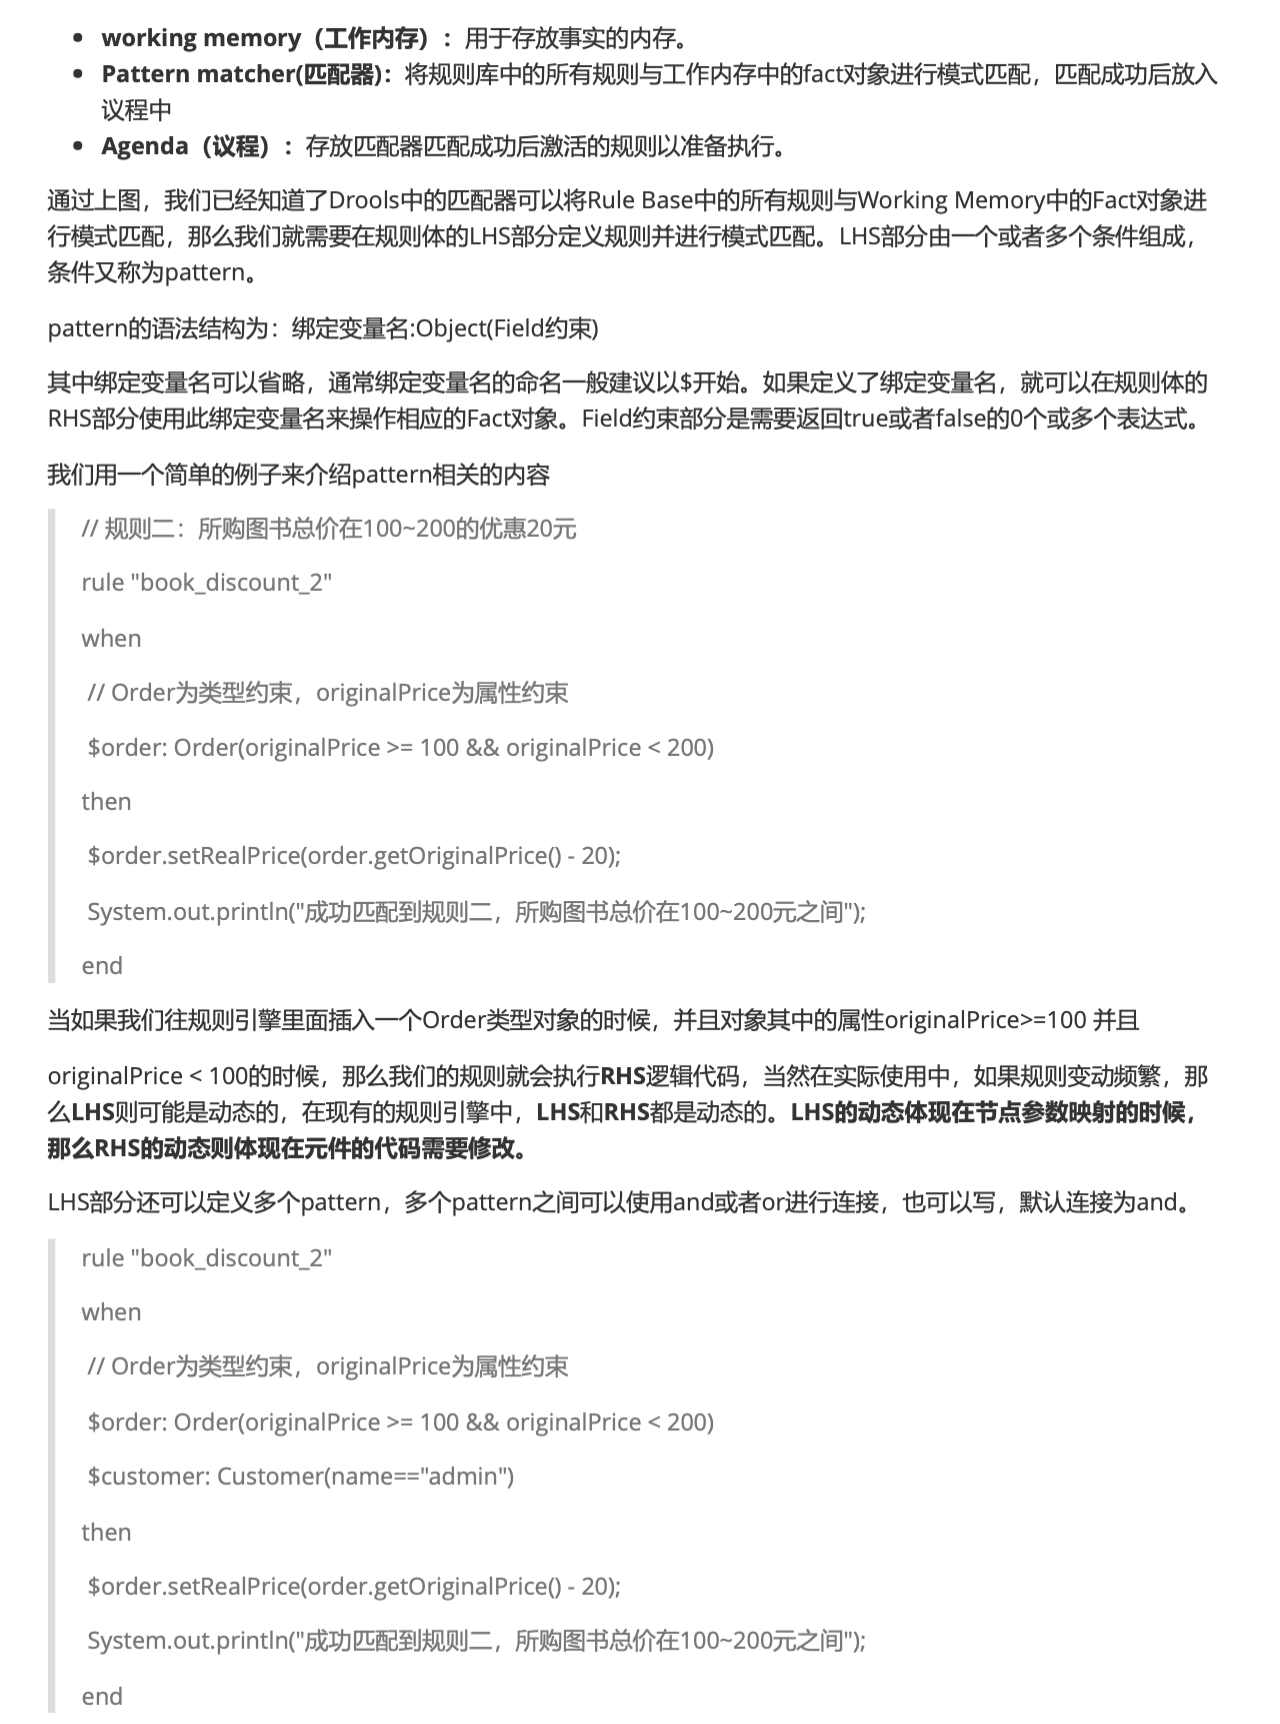 • working memory（工作内存）：用于存放事实的内存。
• Pattern matcher(匹配器)：将规则库中的所有规则与工作内存中的fact对象进行模式匹配，匹配成功后放入
议程中
• Agenda（议程）：存放匹配器匹配成功后激活的规则以准备执行。
通过上图，我们已经知道了Drools中的匹配器可以将Rule Base中的所有规则与Working Memory中的Fact对象进
行模式匹配，那么我们就需要在规则体的LHS部分定义规则并进行模式匹配。LHS部分由一个或者多个条件组成，
条件又称为pattern。
pattern的语法结构为：绑定变量名:Object(Field约束)
其中绑定变量名可以省略，通常绑定变量名的命名一般建议以$开始。如果定义了绑定变量名，就可以在规则体的
RHS部分使用此绑定变量名来操作相应的Fact对象。Field约束部分是需要返回true或者false的0个或多个表达式。
我们用一个简单的例子来介绍pattern相关的内容
// 规则二：所购图书总价在100~200的优惠20元
rule "book_discount_2"
when
// Order为类型约束，originalPrice为属性约束
$order: Order(originalPrice >= 100 && originalPrice < 200)
then
$order.setRealPrice(order.getOriginalPrice() - 20);
System.out.println("成功匹配到规则二，所购图书总价在100~200元之间");
end
当如果我们往规则引擎里面插入一个Order类型对象的时候，并且对象其中的属性originalPrice>=100 并且
originalPrice < 100的时候，那么我们的规则就会执行RHS逻辑代码，当然在实际使用中，如果规则变动频繁，那
么LHS则可能是动态的，在现有的规则引擎中，LHS和RHS都是动态的。LHS的动态体现在节点参数映射的时候，
那么RHS的动态则体现在元件的代码需要修改。
LHS部分还可以定义多个pattern，多个pattern之间可以使用and或者or进行连接，也可以写，默认连接为and。
rule "book_discount_2"
when
// Order为类型约束，originalPrice为属性约束
$order: Order(originalPrice >= 100 && originalPrice < 200)
$customer: Customer(name=="admin")
then
$order.setRealPrice(order.getOriginalPrice() - 20);
System.out.println("成功匹配到规则二，所购图书总价在100~200元之间");
end